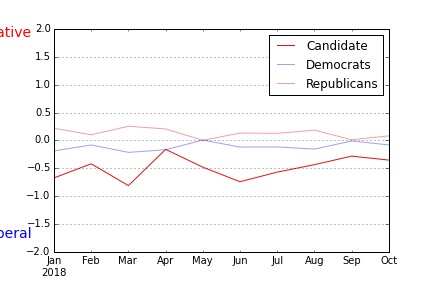 ative
2.0
1.5
1.0
0.5
0.0
−0.5
−1.0
−1.5
−2.0
beral
Candidate
Democrats
Republicans
Jan Feb Mar Apr May Jun Jul Aug Sep Oct
2018